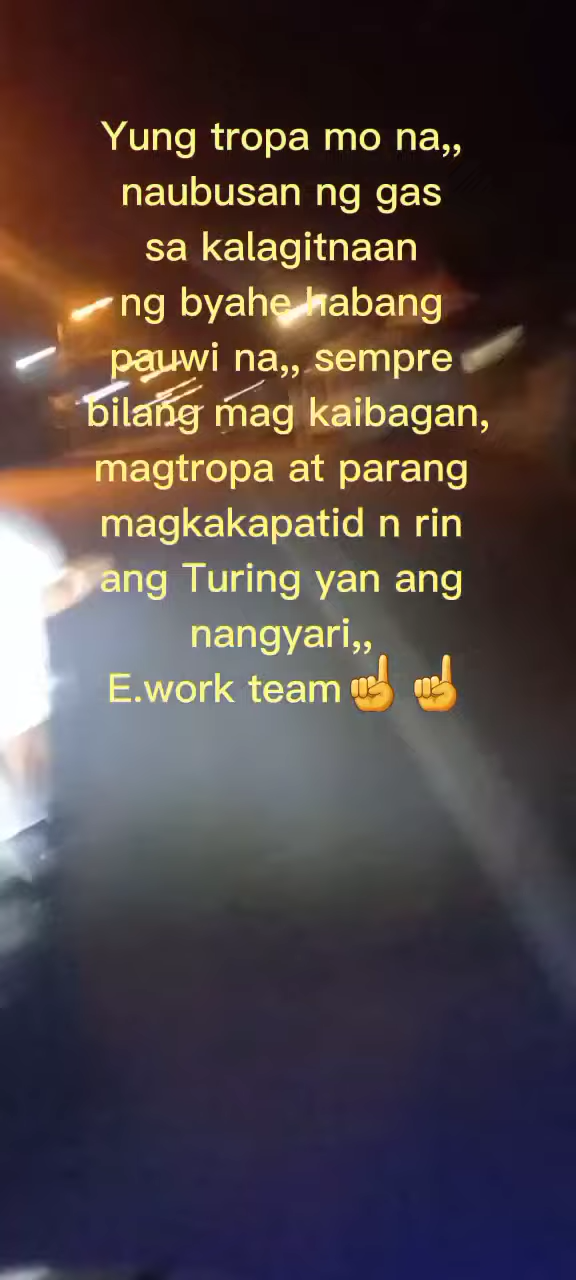 Yung tropa mo na,,
naubusan ng gas
sa kalagitnaan
ng byahe habang
pauwi na,, sempre
bilang mag kaibagan,
magtropa at parang
magkakapatid n rin
ang Turing yan ang
nangyari,,
E.work team☝️ ☝️